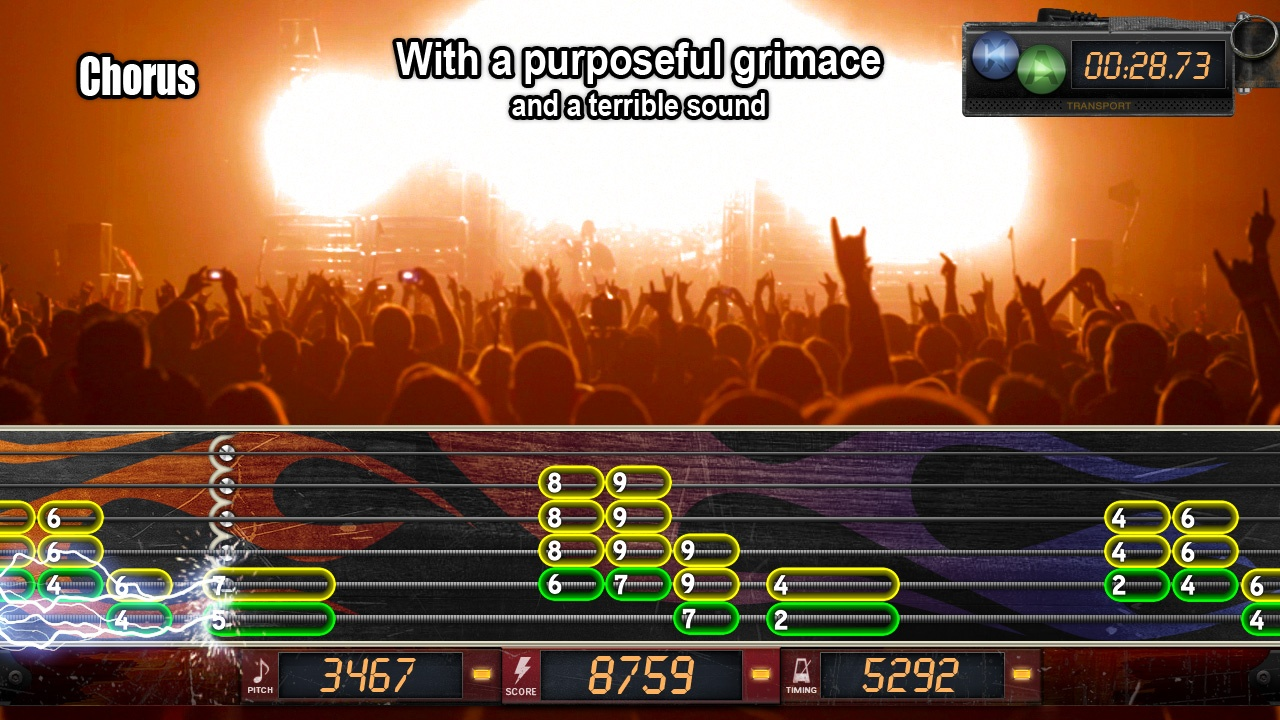 Chorus
With a purposeful grimace
and a terrible sound
00:28.73
TRANSPORT
8 9
6 8 9 4 6
6 8 9 9 4 6
4 6 7 6 7 9 4 2 4 6
4 5 7 2 4
PITCH 3467 SCORE 8759 TIMING 5292